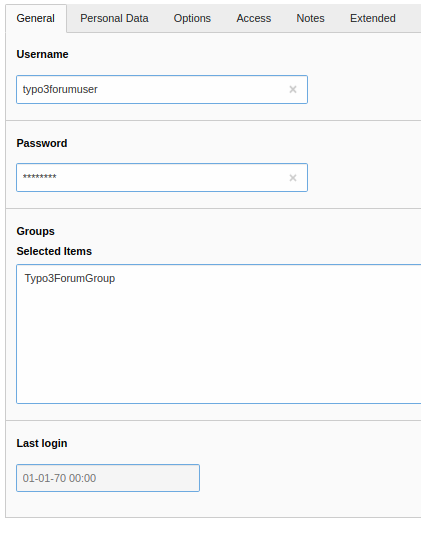 General Personal Data Options Access Notes Extended
Username
typo3forumuser ×
Password
******** ×
Groups
Selected Items
Typo3ForumGroup
Last login
01-01-70 00:00